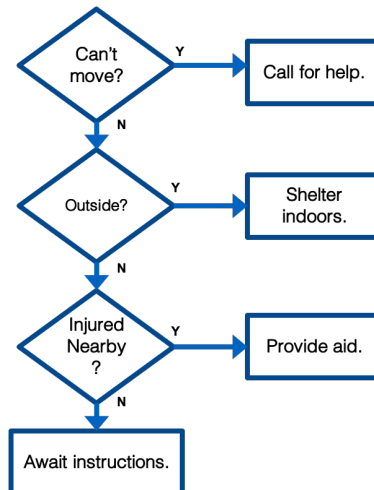 Can't
move?
Y
Call for help.
N
Outside?
Y
Shelter
indoors.
N
Injured
Nearby
?
Y
Provide aid.
N
Await instructions.